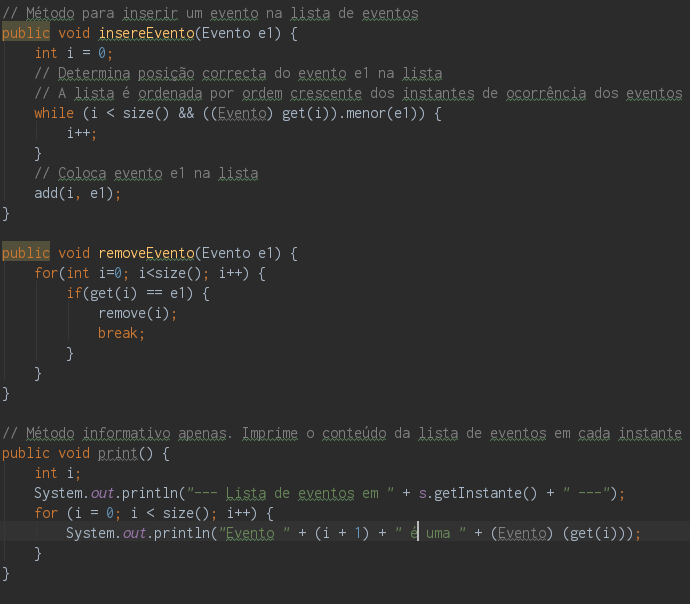 // Método para inserir um evento na lista de eventos
public void insereEvento(Evento e1) {
    int i = 0;
    // Determina posição correcta do evento e1 na lista
    // A lista é ordenada por ordem crescente dos instantes de ocorrência dos eventos
    while (i < size() && ((Evento) get(i)).menor(e1)) {
        i++;
    }
    // Coloca evento e1 na lista
    add(i, e1);
}
public void removeEvento(Evento e1) {
    for(int i=0; i<size(); i++) {
        if(get(i) == e1) {
            remove(i);
            break;
        }
    }
}
// Método informativo apenas. Imprime o conteúdo da lista de eventos em cada instante
public void print() {
    int i;
    System.out.println("--- Lista de eventos em " + s.getInstante() + " ---");
    for (i = 0; i < size(); i++) {
        System.out.println("Evento " + (i + 1) + " é uma " + (Evento) (get(i)));
    }
}